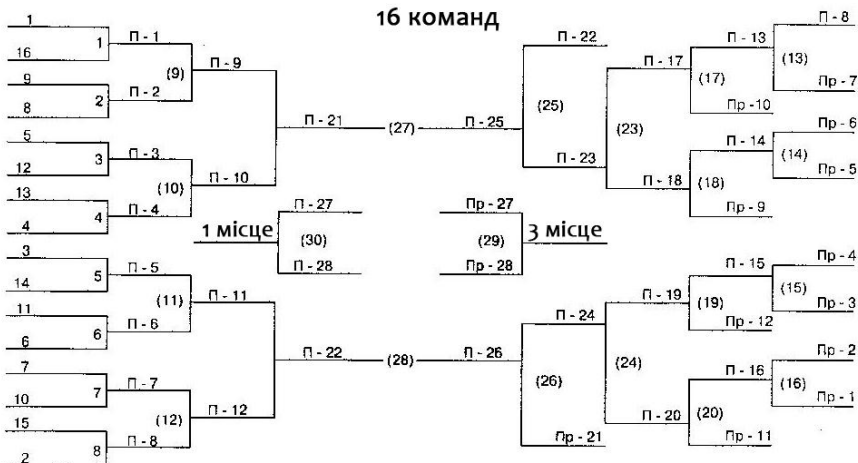 16 команд
1
16
9
8
5
12
13
4
3
14
11
6
7
10
15
2
1
2
3
4
5
6
7
8
П - 1
П - 2
П - 3
П - 4
П - 5
П - 6
П - 7
П - 8
(9)
(10)
(11)
(12)
П - 9
П - 10
П - 11
П - 12
П - 21
(27)
П - 25
П - 22
(28)
П - 26
1 місце
П - 27
(30)
П - 28
Пр - 27
(29)
Пр - 28
3 місце
П - 22
(25)
П - 23
П - 24
(26)
Пр - 21
П - 17
(23)
П - 18
П - 19
(24)
П - 20
П - 13
(17)
Пр - 10
П - 14
(18)
Пр - 9
П - 15
(19)
Пр - 12
П - 16
(20)
Пр - 11
П - 8
(13)
Пр - 7
Пр - 6
(14)
Пр - 5
Пр - 4
(15)
Пр - 3
Пр - 2
(16)
Пр - 1